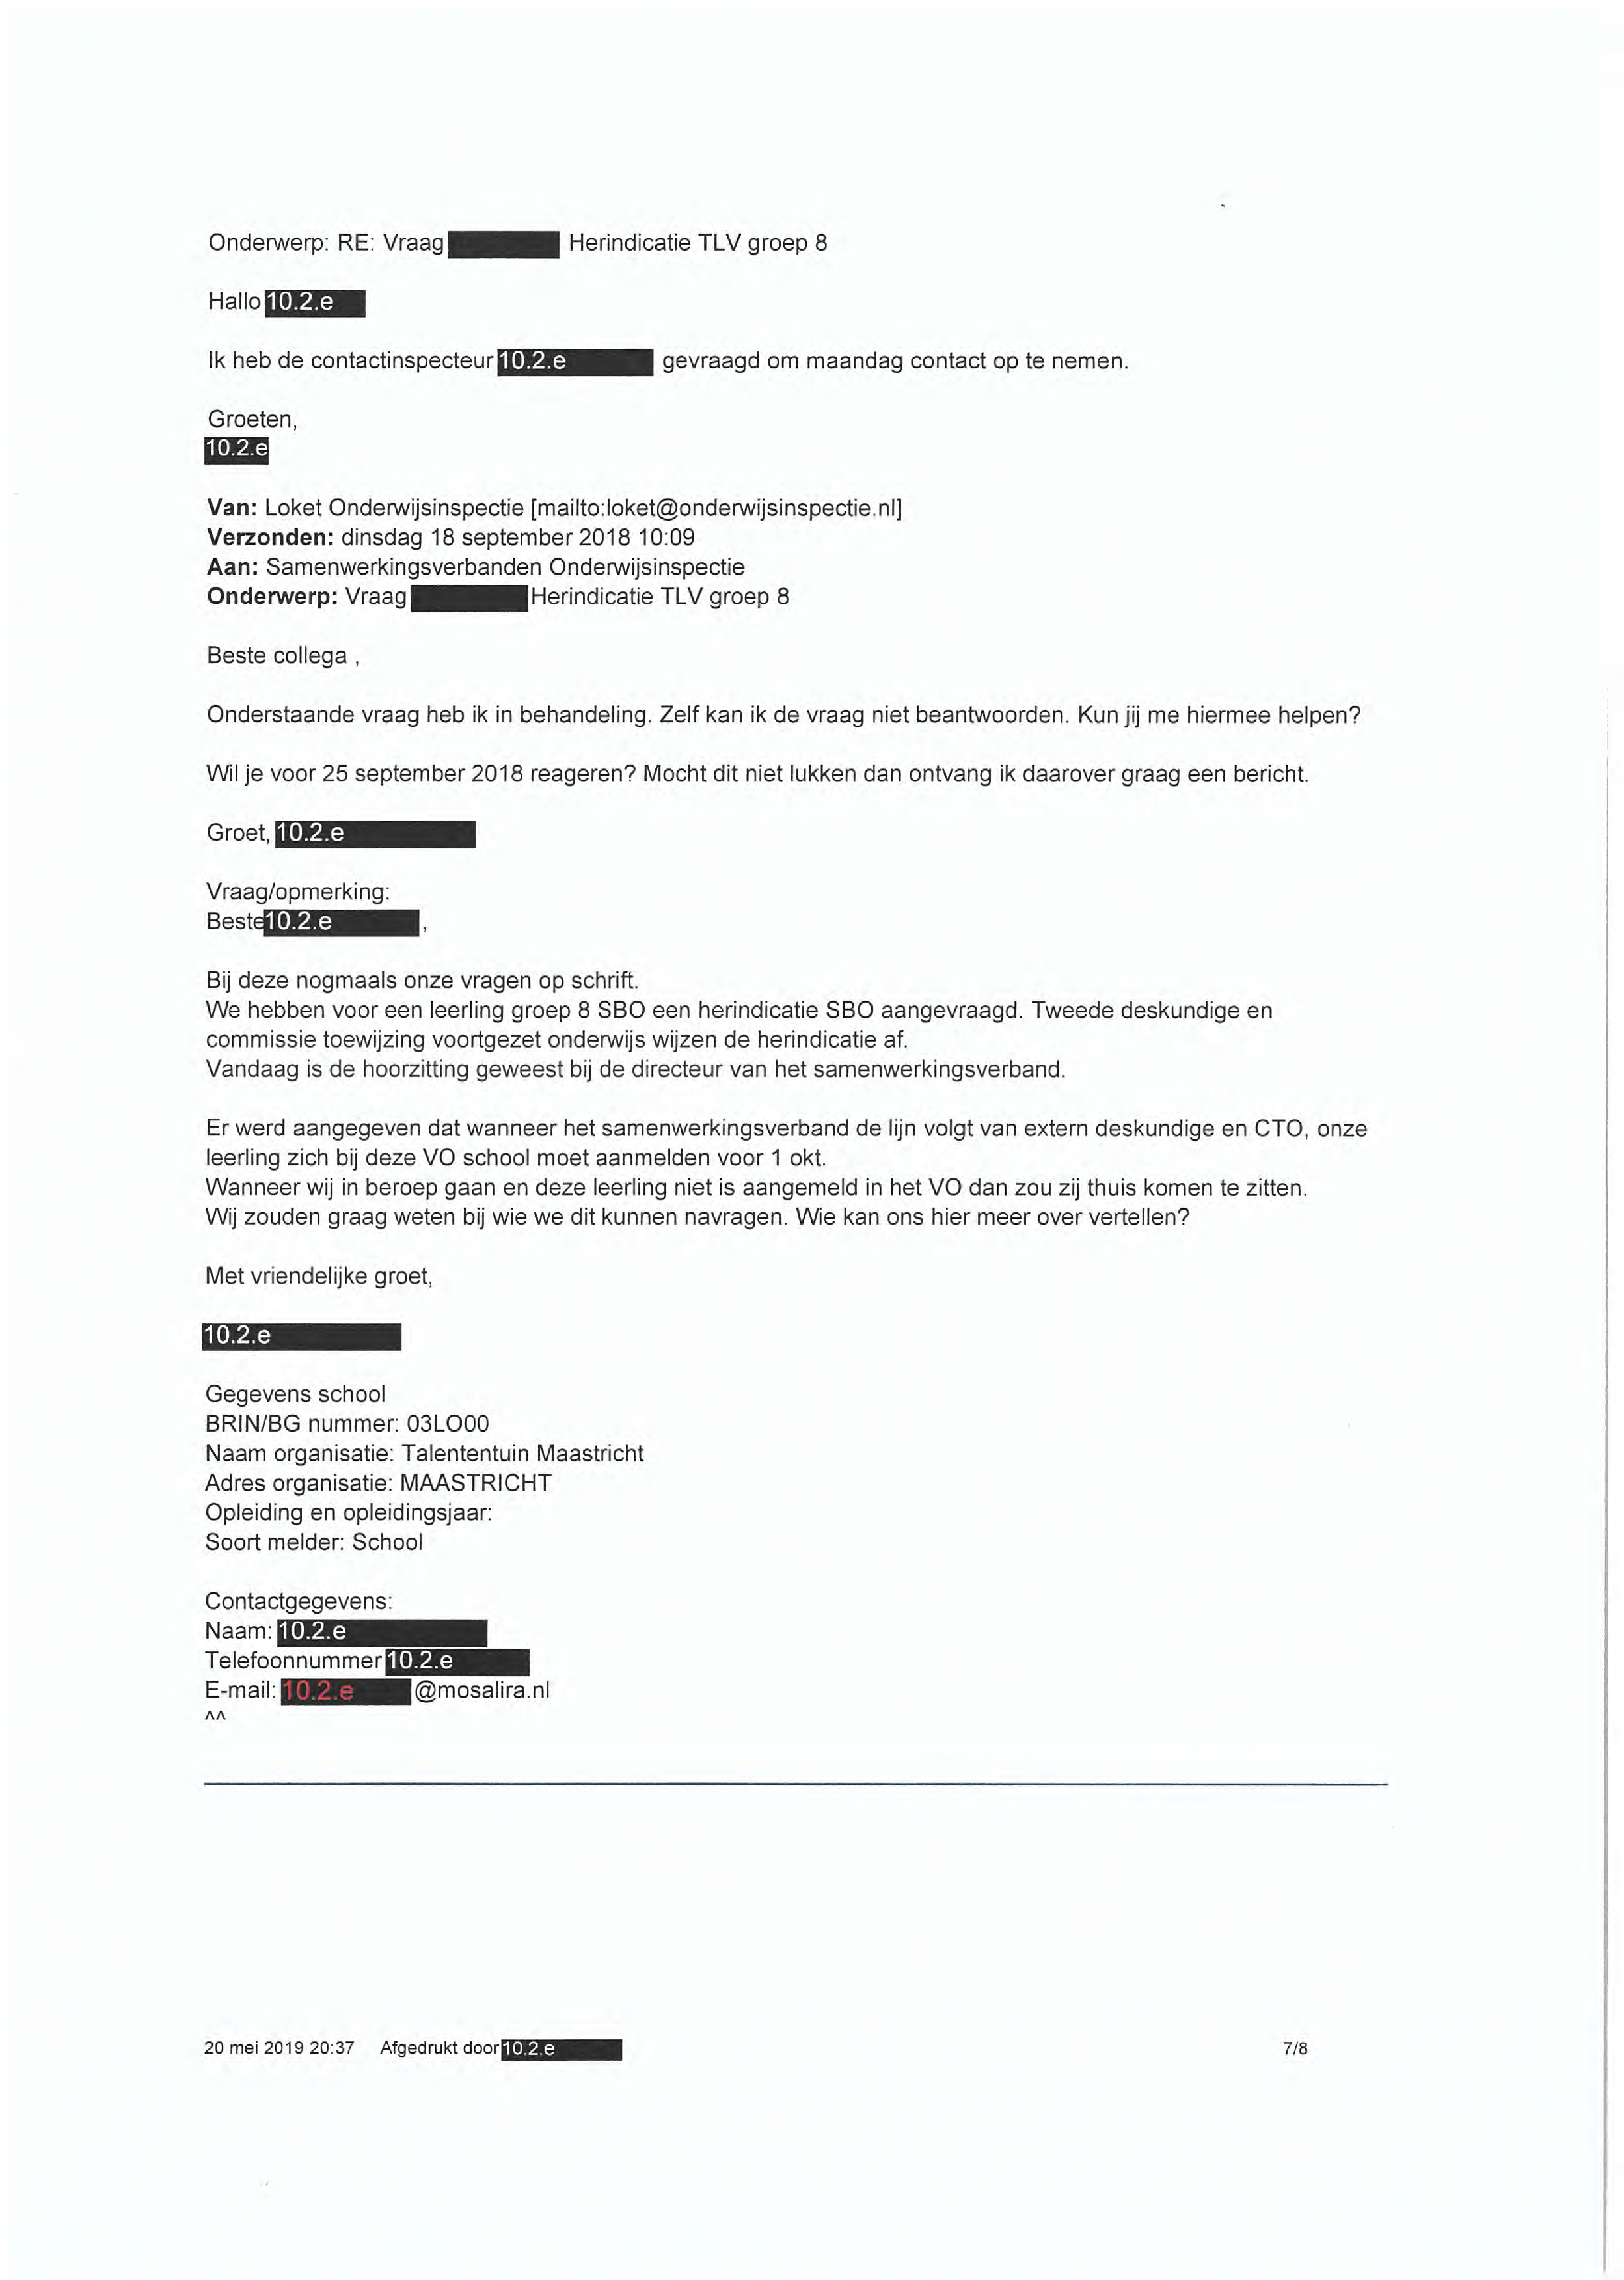 Onderwerp: RE: Vraag Herindicatie TLV groep 8
Hallo 10.2.e
Ik heb de contactinspecteur 10.2.e gevraagd om maandag contact op te nemen.
Groeten,
10.2.e
Van: Loket Onderwijsinspectie [mailto:loket@onderwijsinspectie.nl]
Verzonden: dinsdag 18 september 2018 10:09
Aan: Samenwerkingsverbanden Onderwijsinspectie
Onderwerp: Vraag Herindicatie TLV groep 8
Beste collega ,
Onderstaande vraag heb ik in behandeling. Zelf kan ik de vraag niet beantwoorden. Kun jij me hiermee helpen?
Wil je voor 25 september 2018 reageren? Mocht dit niet lukken dan ontvang ik daarover graag een bericht.
Groet, 10.2.e
Vraag/opmerking:
Beste 10.2.e ,
Bij deze nogmaals onze vragen op schrift.
We hebben voor een leerling groep 8 SBO een herindicatie SBO aangevraagd. Tweede deskundige en
commissie toewijzing voortgezet onderwijs wijzen de herindicatie af.
Vandaag is de hoorzitting geweest bij de directeur van het samenwerkingsverband.
Er werd aangegeven dat wanneer het samenwerkingsverband de lijn volgt van extern deskundige en CTO, onze
leerling zich bij deze VO school moet aanmelden voor 1 okt.
Wanneer wij in beroep gaan en deze leerling niet is aangemeld in het VO dan zou zij thuis komen te zitten.
Wij zouden graag weten bij wie we dit kunnen navragen. Wie kan ons hier meer over vertellen?
Met vriendelijke groet,
10.2.e
Gegevens school
BRIN/BG nummer: 03LO00
Naam organisatie: Talententuin Maastricht
Adres organisatie: MAASTRICHT
Opleiding en opleidingsjaar:
Soort melder: School
Contactgegevens:
Naam: 10.2.e
Telefoonnummer 10.2.e
E-mail: 10.2.e @mosalira.nl
^^
20 mei 2019 20:37 Afgedrukt door 10.2.e 7/8